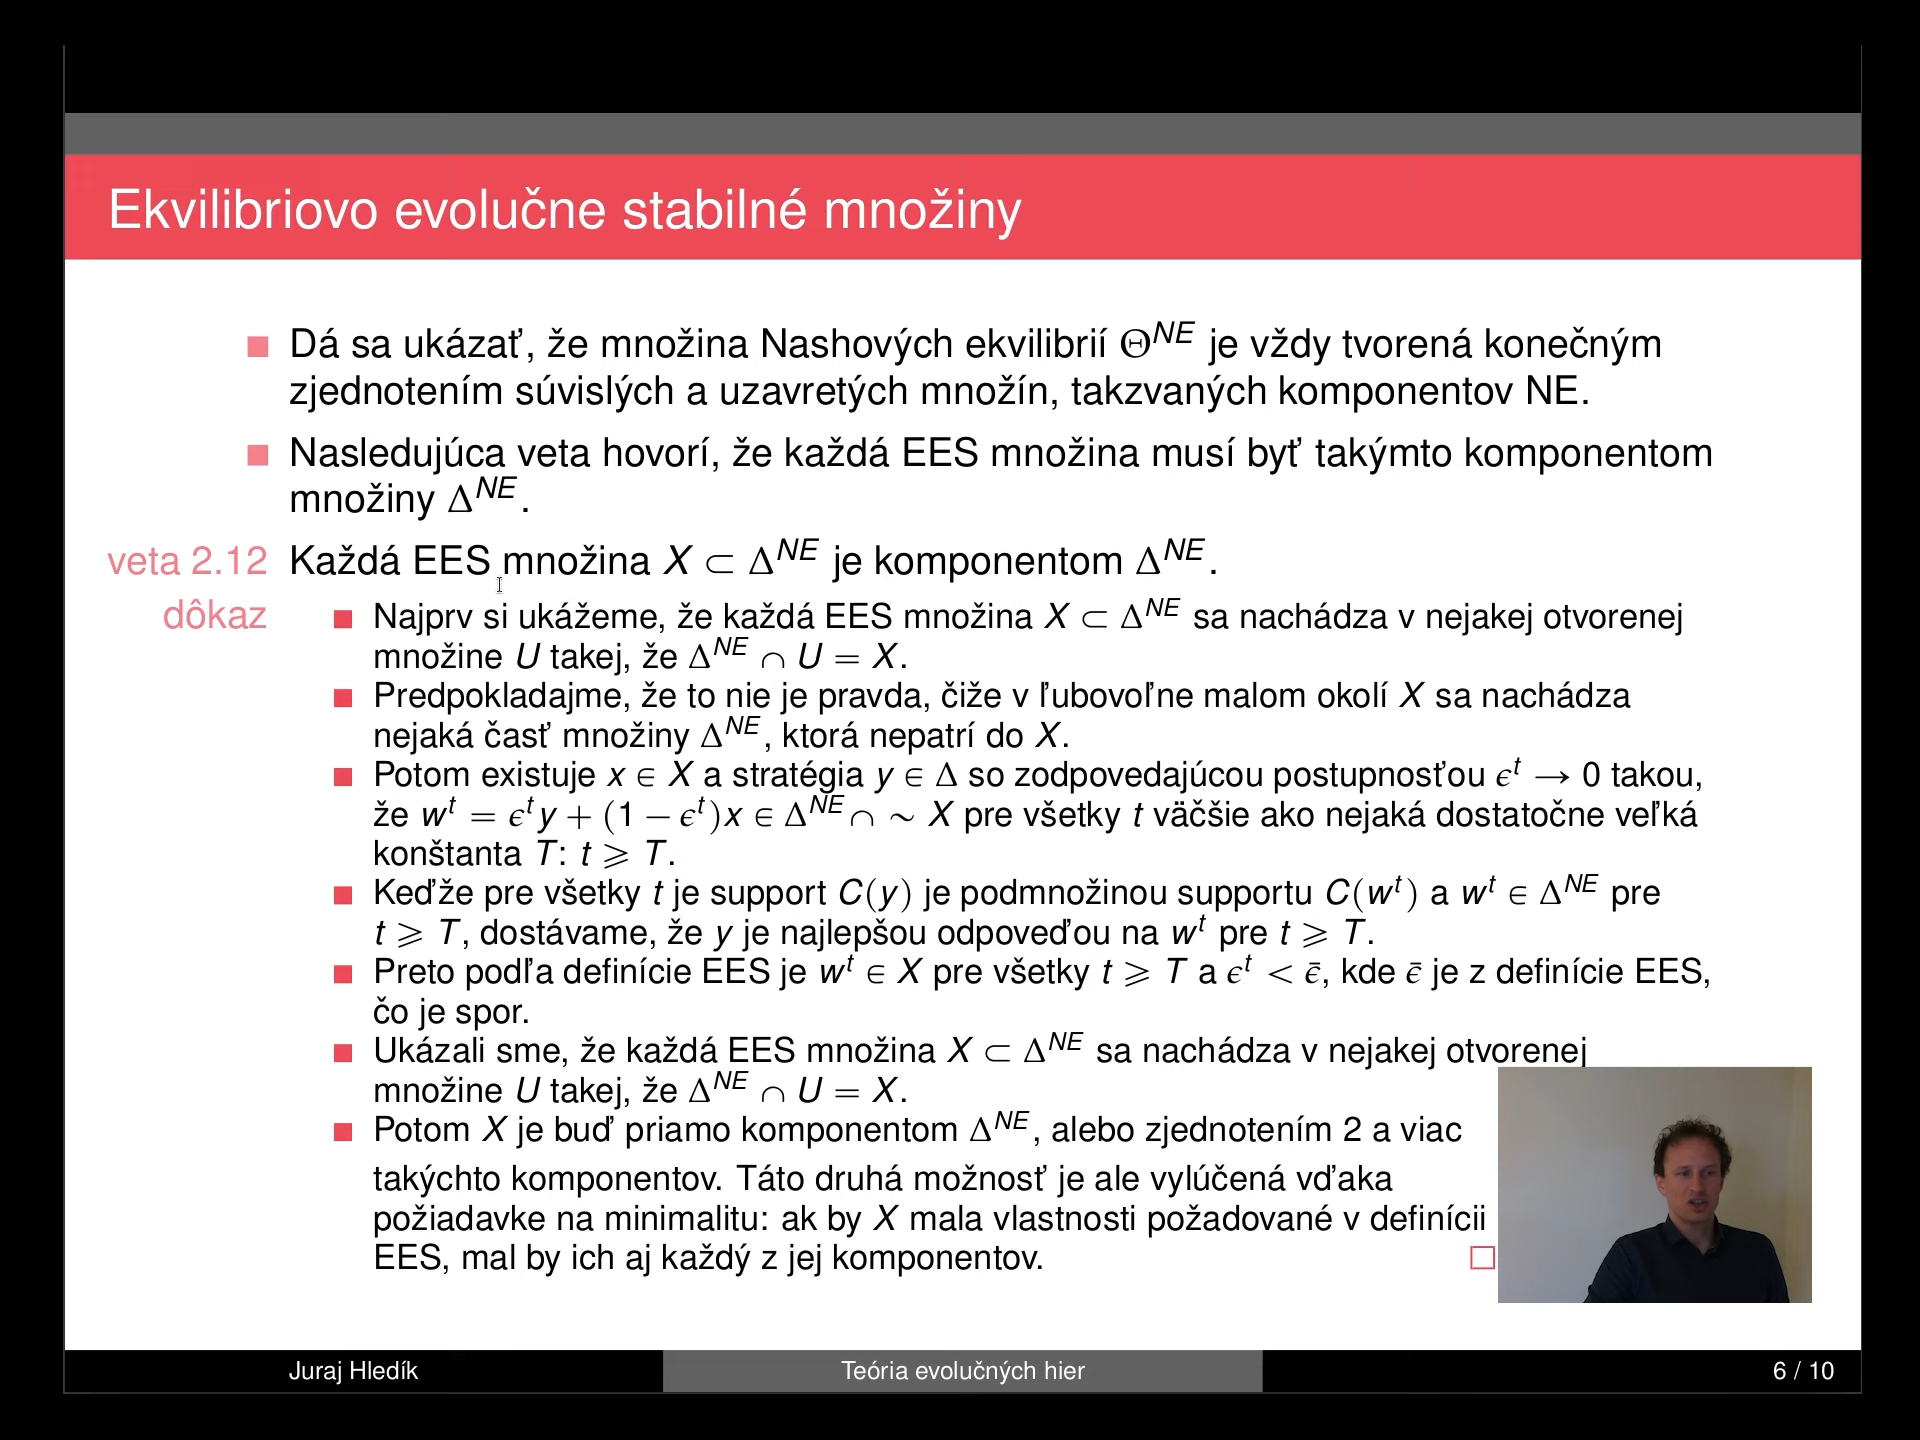 Ekvilibriovo evolučne stabilné množiny
Dá sa ukázať, že množina Nashových ekvilibrií Θ^NE je vždy tvorená konečným
zjednotením súvislých a uzavretých množín, takzvaných komponentov NE.
Nasledujúca veta hovorí, že každá EES množina musí byť takýmto komponentom
množiny Δ^NE.
veta 2.12 Každá EES množina X ⊂ Δ^NE je komponentom Δ^NE.
dôkaz Najprv si ukážeme, že každá EES množina X ⊂ Δ^NE sa nachádza v nejakej otvorenej
množine U takej, že Δ^NE ∩ U = X.
Predpokladajme, že to nie je pravda, čiže v ľubovoľne malom okolí X sa nachádza
nejaká časť množiny Δ^NE, ktorá nepatrí do X.
Potom existuje x ∈ X a stratégia y ∈ Δ so zodpovedajúcou postupnosťou ϵ^t → 0 takou,
že w^t = ϵ^t y + (1 − ϵ^t)x ∈ Δ^NE ∩ ∼ X pre všetky t väčšie ako nejaká dostatočne veľká
konštanta T: t ⩾ T.
Keďže pre všetky t je support C(y) je podmnožinou supportu C(w^t) a w^t ∈ Δ^NE pre
t ⩾ T, dostávame, že y je najlepšou odpoveďou na w^t pre t ⩾ T.
Preto podľa definície EES je w^t ∈ X pre všetky t ⩾ T a ϵ^t < ϵ̄, kde ϵ̄ je z definície EES,
čo je spor.
Ukázali sme, že každá EES množina X ⊂ Δ^NE sa nachádza v nejakej otvorenej
množine U takej, že Δ^NE ∩ U = X.
Potom X je buď priamo komponentom Δ^NE, alebo zjednotením 2 a viac
takýchto komponentov. Táto druhá možnosť je ale vylúčená vďaka
požiadavke na minimalitu: ak by X mala vlastnosti požadované v definícii
EES, mal by ich aj každý z jej komponentov. □
Juraj Hledík Teória evolučných hier 6 / 10